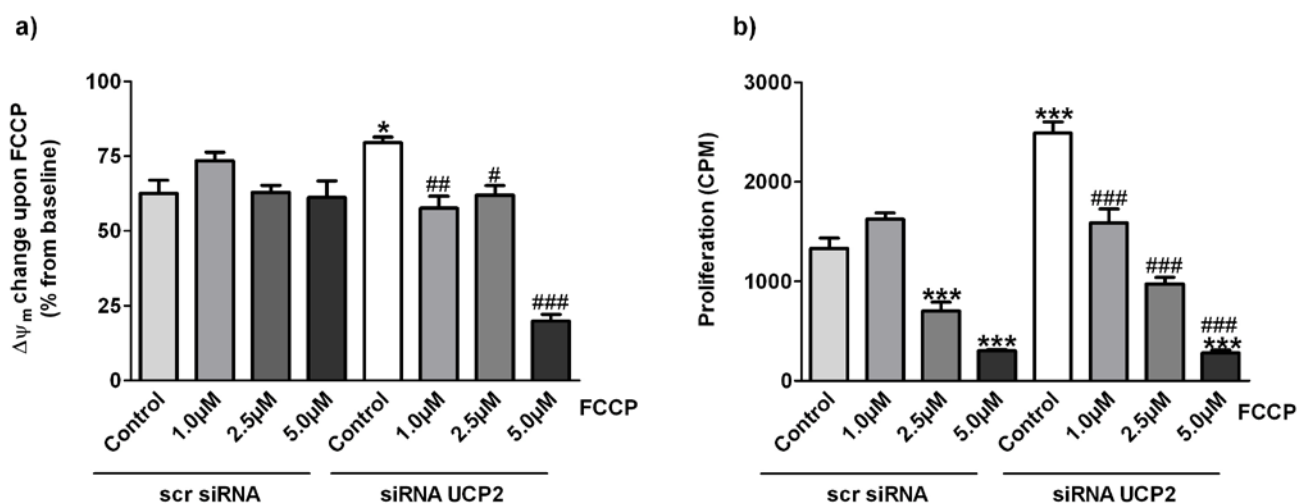 a)
Δψm change upon FCCP
(% from baseline)
100
75
50
25
0
*
##
#
###
Control
1.0µM
2.5µM
5.0µM
Control
1.0µM
2.5µM
5.0µM
FCCP
scr siRNA
siRNA UCP2
b)
Proliferation (CPM)
3000
2000
1000
0
***
***
***
###
###
###
***
Control
1.0µM
2.5µM
5.0µM
Control
1.0µM
2.5µM
5.0µM
FCCP
scr siRNA
siRNA UCP2